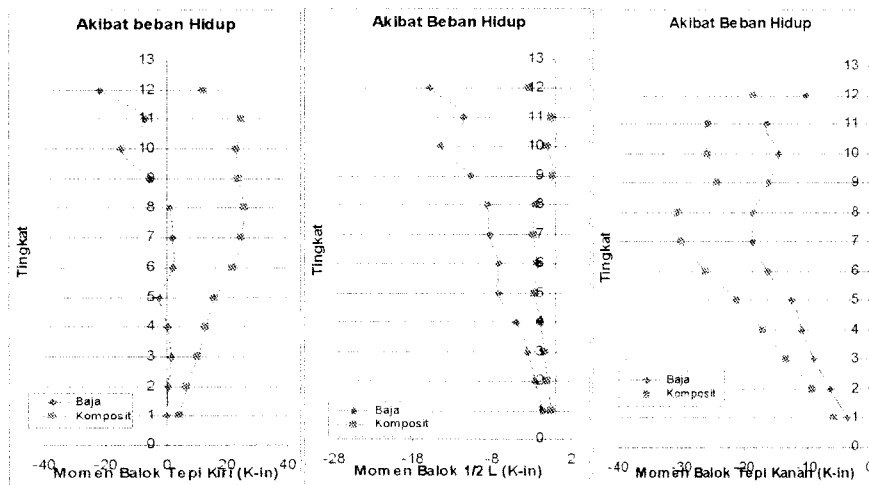 Akibat beban Hidup
13
12
11
10
9
8
7
6
5
4
3
2
1
0
Tingkat
Baja
Komposit
-40 -20 0 20 40
Momen Balok Tepi Kiri (K-in)
Akibat Beban Hidup
13
12
11
10
9
8
7
6
5
4
3
2
1
0
Tingkat
Baja
Komposit
-28 -18 -8 2
Momen Balok 1/2 L (K-in)
Akibat Beban Hidup
13
12
11
10
9
8
7
6
5
4
3
2
1
0
Tingkat
Baja
Komposit
-40 -30 -20 -10 0
Momen Balok Tepi Kanan (K-in)